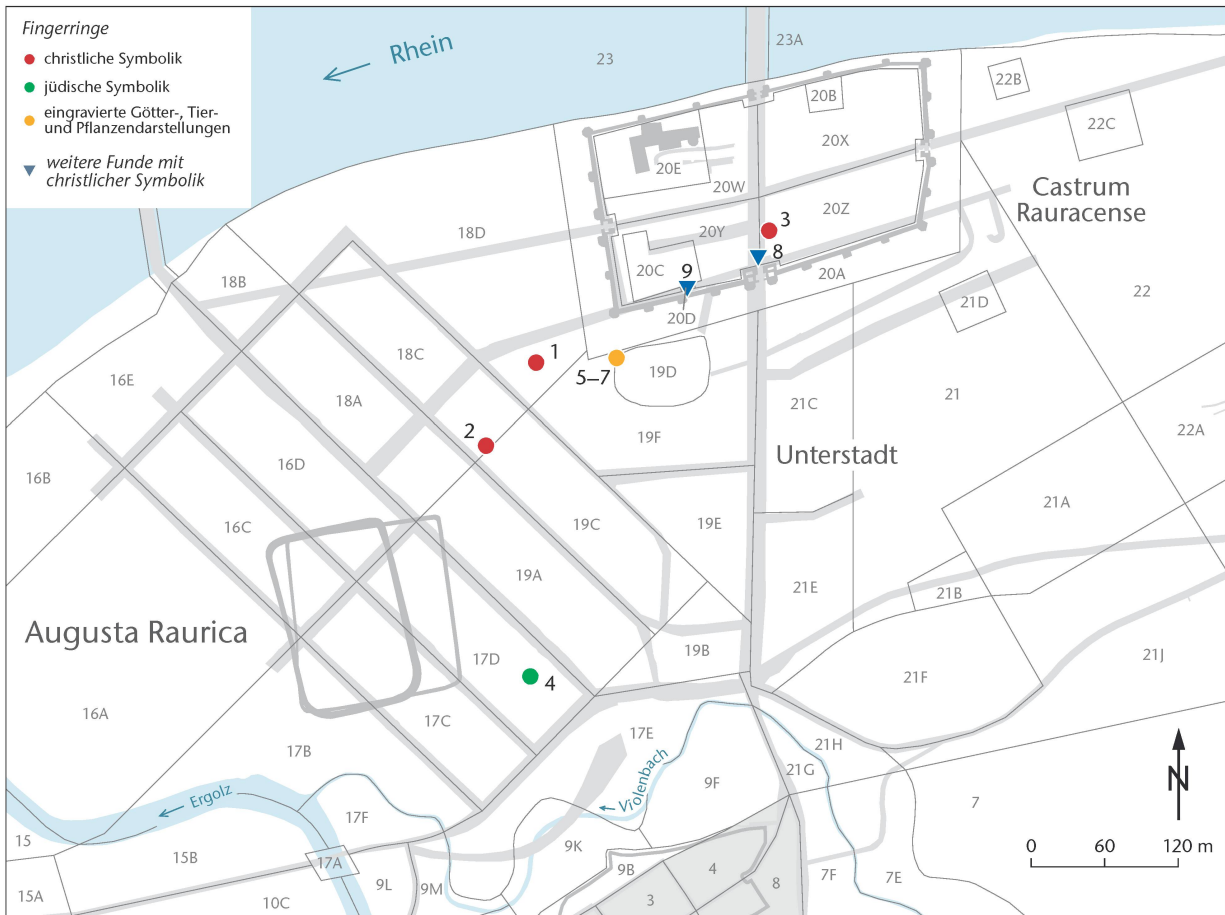 Fingerringe
christliche Symbolik
jüdische Symbolik
eingravierte Götter-, Tier-
und Pflanzendarstellungen
weitere Funde mit
christlicher Symbolik
Rhein
23
23A
22B
20B
22C
20X
20E
20W
Castrum
Rauracense
20Z
3
20Y
18D
8
20C
9
20A
18B
22
21D
20D
18C
1
5–7
19D
16E
18A
21C
21
22A
2
19F
Unterstadt
16D
16B
21A
16C
19C
19E
19A
21E
21B
Augusta Raurica
17D
19B
21J
4
21F
16A
17C
17E
21H
17B
21G
Violenbach
9F
N
Ergolz
7
17F
15
9K
0
60
120 m
15B
17A
9B
4
15A
9L
9M
3
8
7F
7E
10C